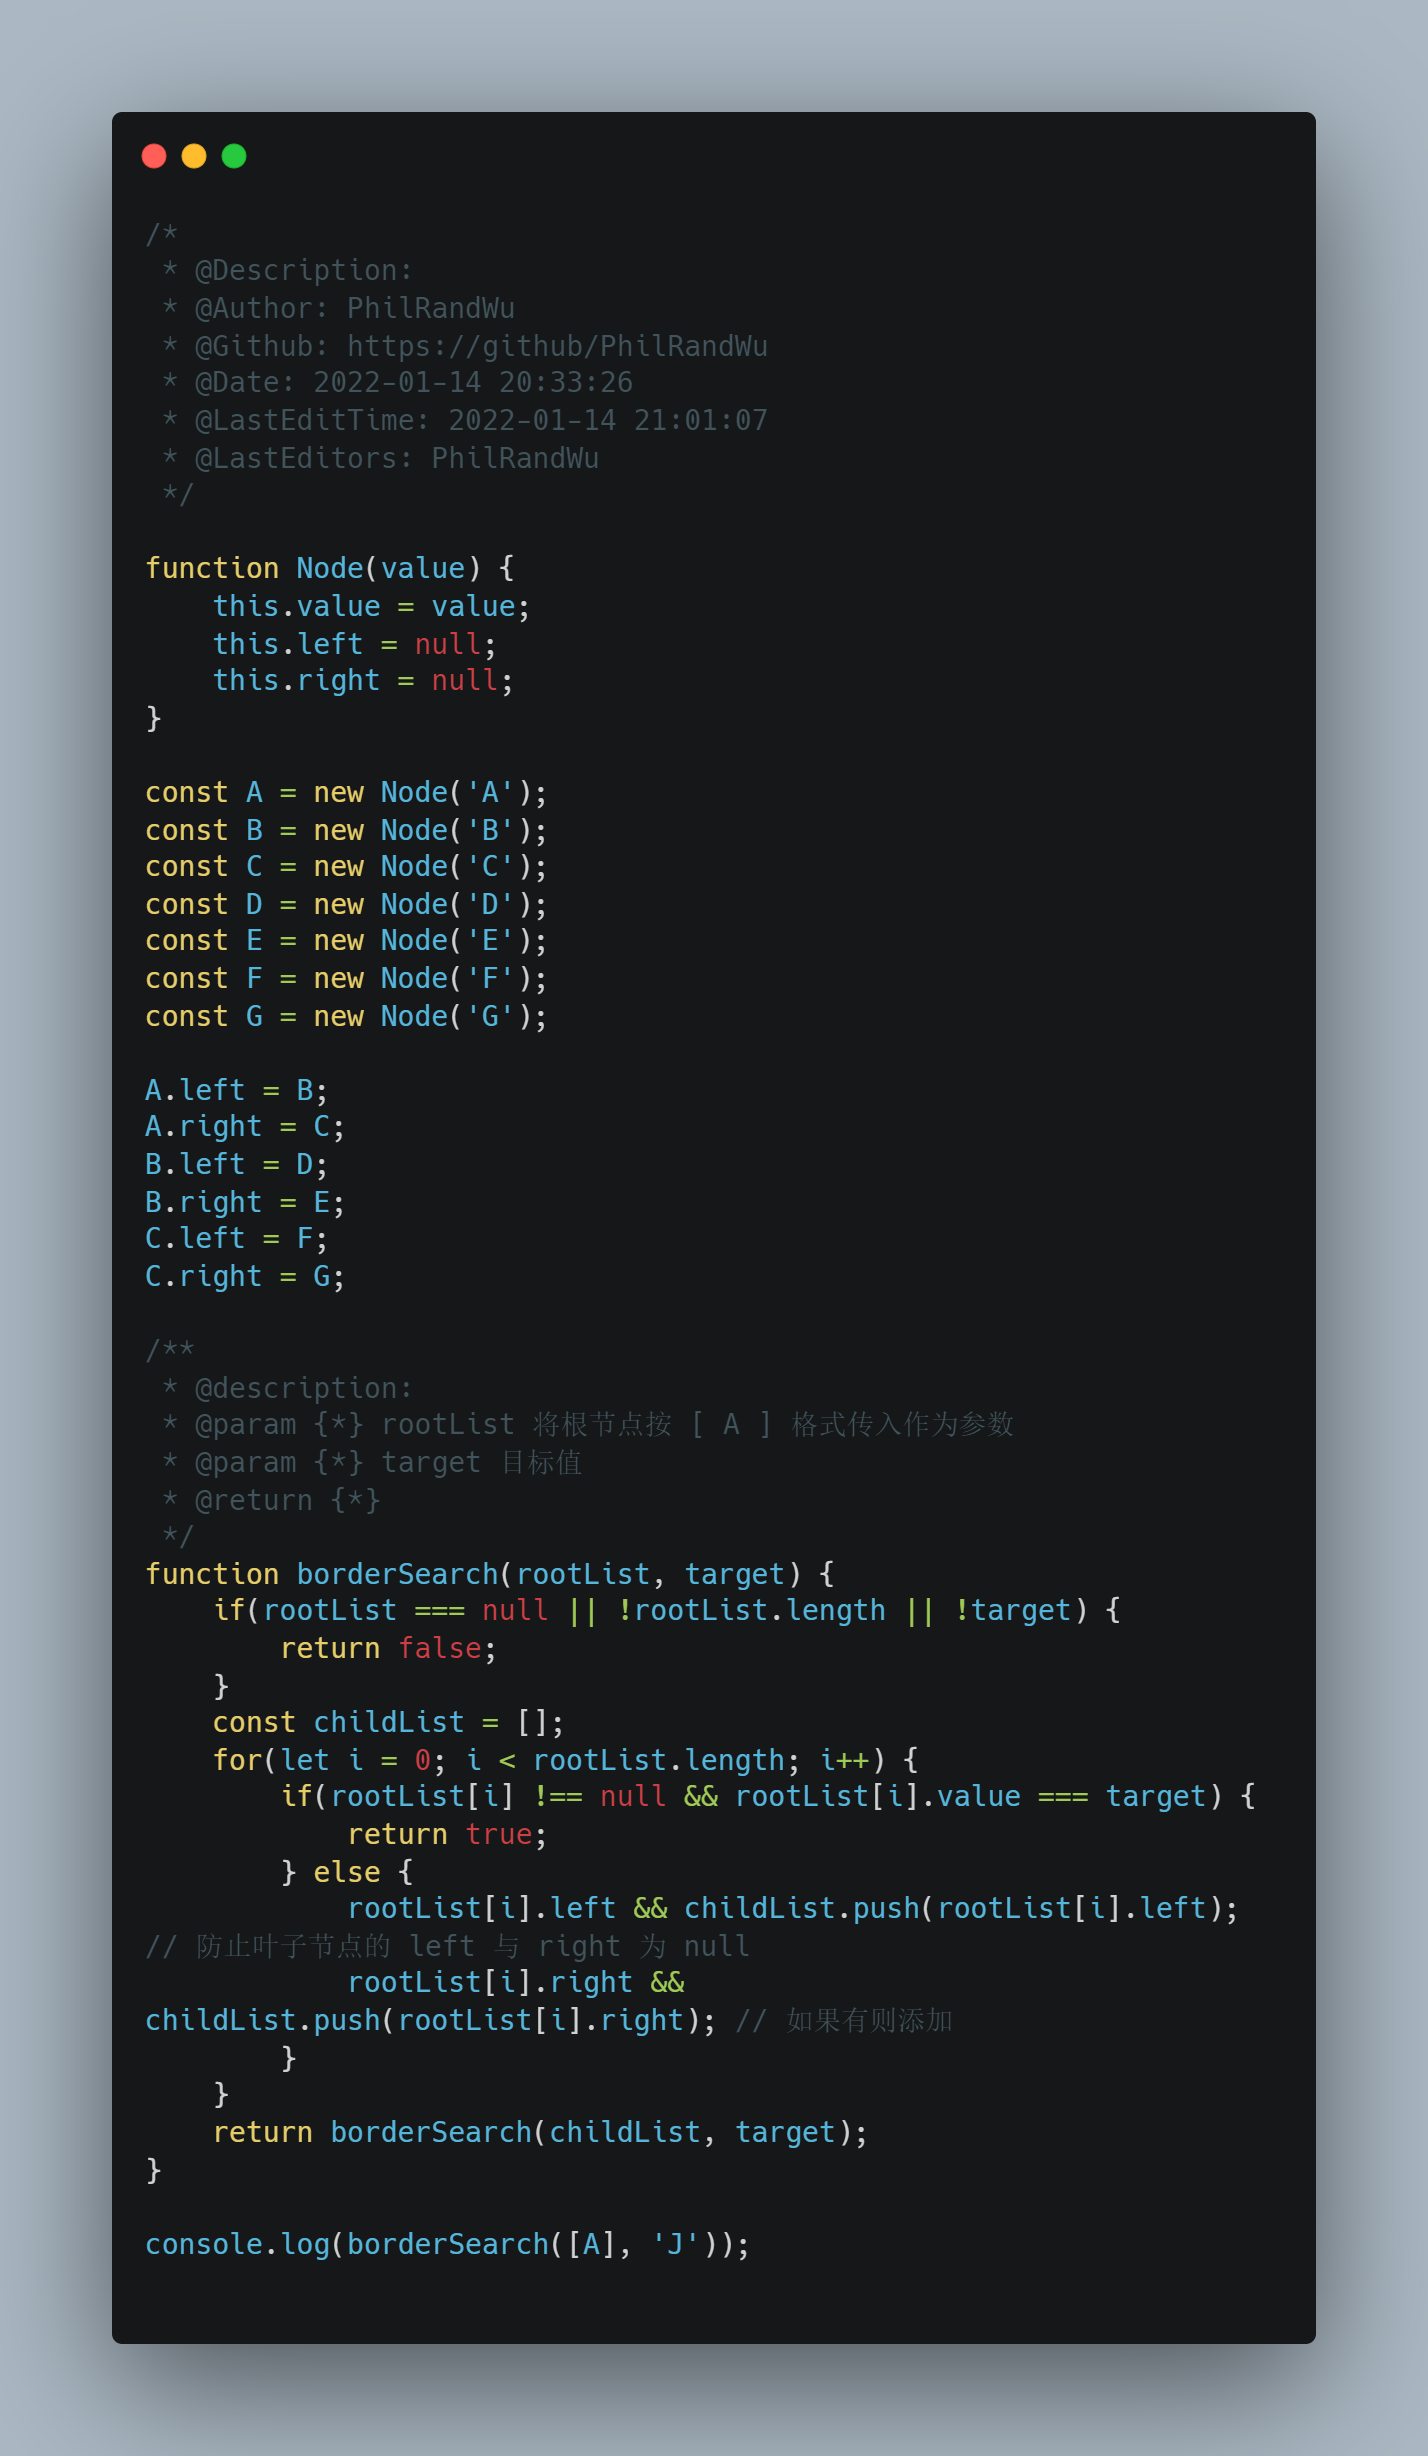 /*
 * @Description:
 * @Author: PhilRandWu
 * @Github: https://github/PhilRandWu
 * @Date: 2022-01-14 20:33:26
 * @LastEditTime: 2022-01-14 21:01:07
 * @LastEditors: PhilRandWu
 */
function Node(value) {
    this.value = value;
    this.left = null;
    this.right = null;
}
const A = new Node('A');
const B = new Node('B');
const C = new Node('C');
const D = new Node('D');
const E = new Node('E');
const F = new Node('F');
const G = new Node('G');
A.left = B;
A.right = C;
B.left = D;
B.right = E;
C.left = F;
C.right = G;
/**
 * @description:
 * @param {*} rootList 将根节点按 [ A ] 格式传入作为参数
 * @param {*} target 目标值
 * @return {*}
 */
function borderSearch(rootList, target) {
    if(rootList === null || !rootList.length || !target) {
        return false;
    }
    const childList = [];
    for(let i = 0; i < rootList.length; i++) {
        if(rootList[i] !== null && rootList[i].value === target) {
            return true;
        } else {
            rootList[i].left && childList.push(rootList[i].left);
// 防止叶子节点的 left 与 right 为 null
            rootList[i].right &&
childList.push(rootList[i].right); // 如果有则添加
        }
    }
    return borderSearch(childList, target);
}
console.log(borderSearch([A], 'J'));